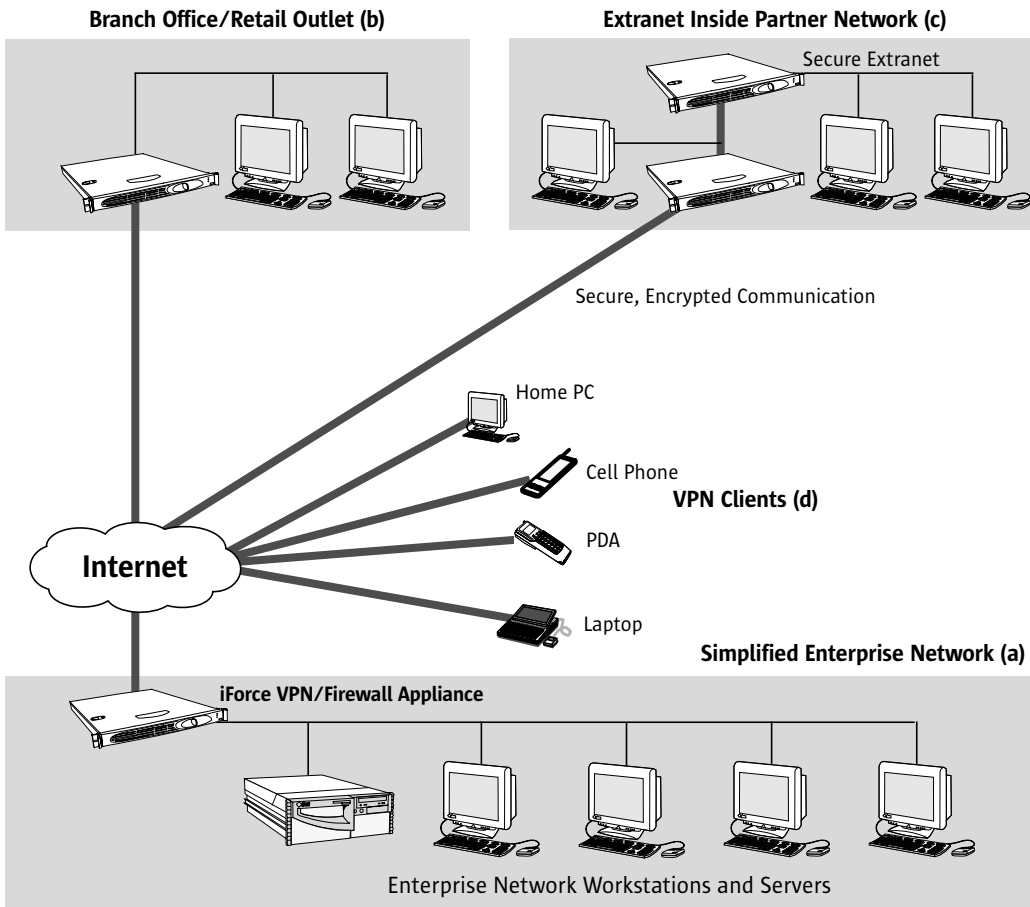 Branch Office/Retail Outlet (b)
Extranet Inside Partner Network (c)
Secure Extranet
Secure, Encrypted Communication
Home PC
Cell Phone
VPN Clients (d)
PDA
Internet
Laptop
Simplified Enterprise Network (a)
iForce VPN/Firewall Appliance
Enterprise Network Workstations and Servers